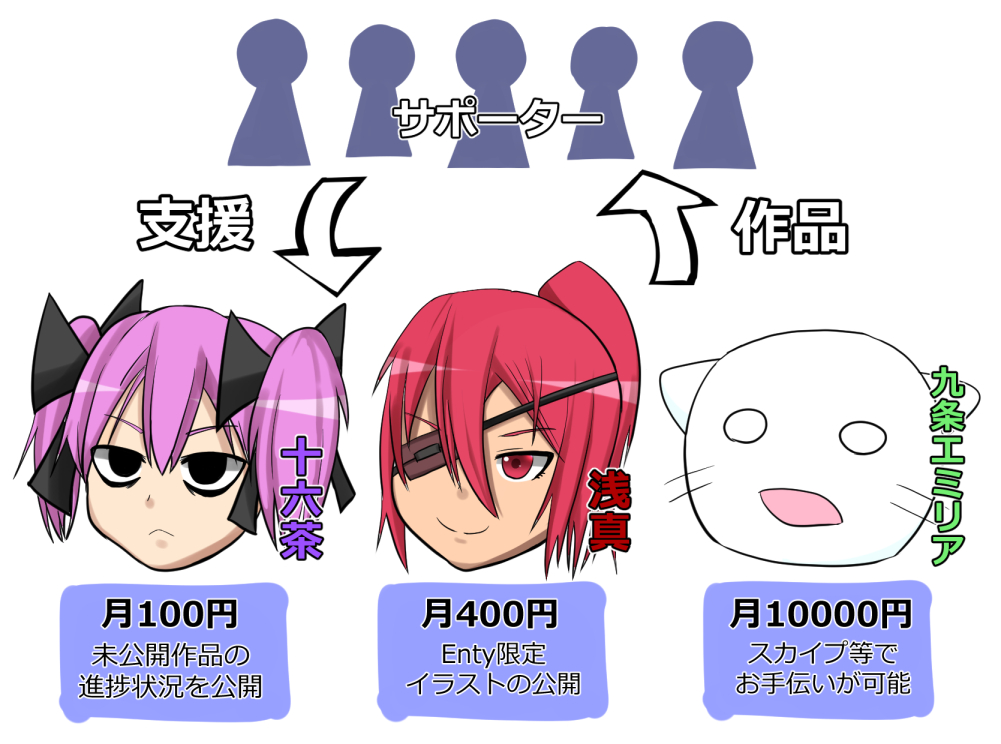 サポーター
支援
作品
十六茶
浅真
九条エミリア
月100円
未公開作品の
進捗状況を公開
月400円
Enty限定
イラストの公開
月10000円
スカイプ等で
お手伝いが可能